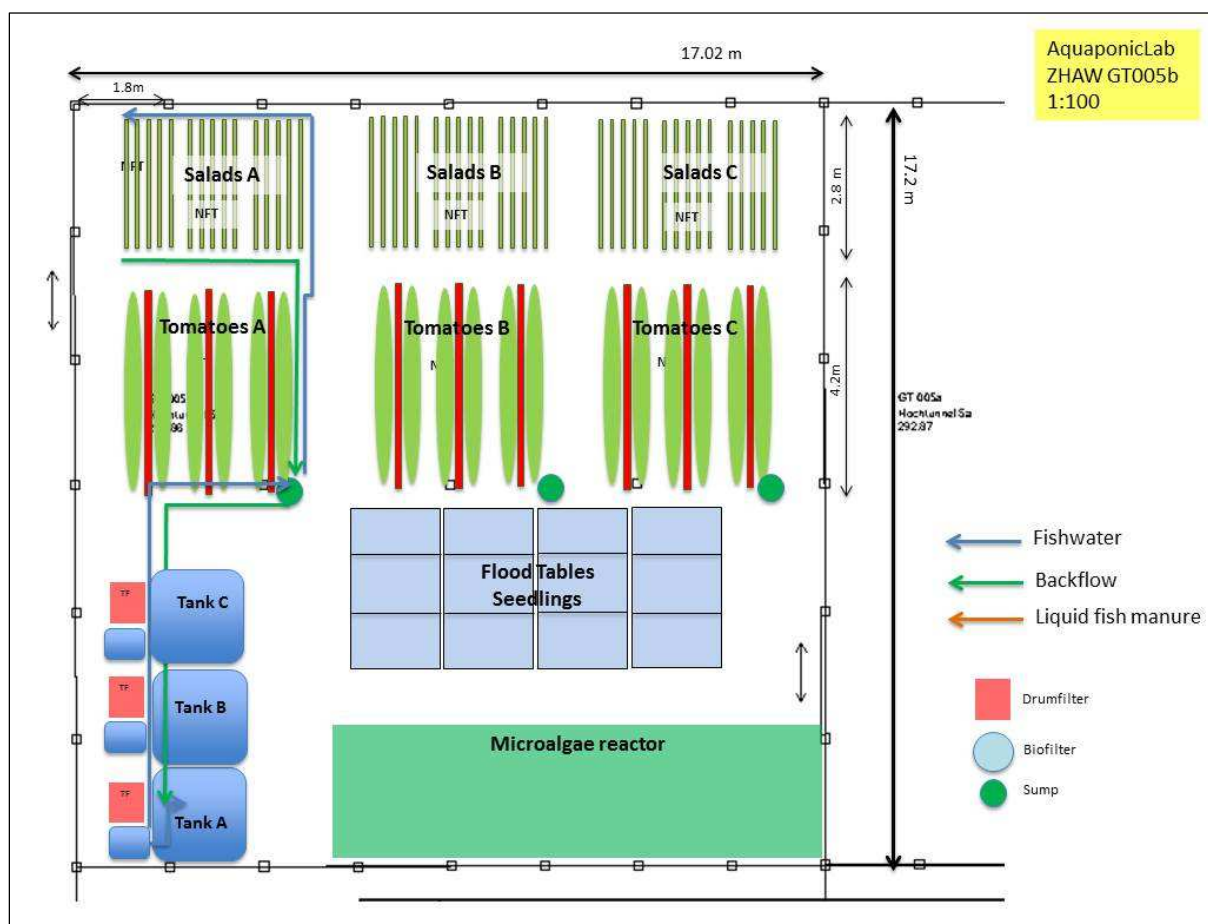 17.02 m
AquaponicLab
ZHAW GT005b
1:100
1.8m
Salads A
Salads B
Salads C
NFT
NFT
NFT
2.8 m
17.2 m
Tomatoes A
Tomatoes B
Tomatoes C
4.2m
GT 005a
292.87
Fishwater
Backflow
Liquid fish manure
Flood Tables
Seedlings
TF
Tank C
TF
Tank B
TF
Tank A
Microalgae reactor
Drumfilter
Biofilter
Sump